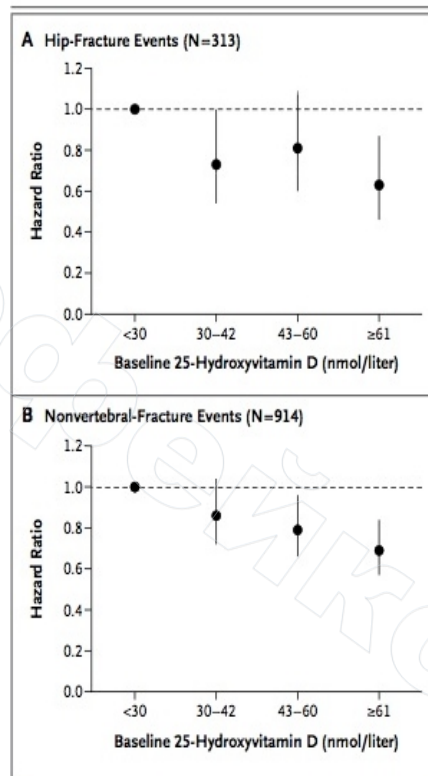 A Hip-Fracture Events (N=313)
1.2
1.0
0.8
0.6
0.4
0.2
0.0
Hazard Ratio
<30 30–42 43–60 ≥61
Baseline 25-Hydroxyvitamin D (nmol/liter)
B Nonvertebral-Fracture Events (N=914)
1.2
1.0
0.8
0.6
0.4
0.2
0.0
Hazard Ratio
<30 30–42 43–60 ≥61
Baseline 25-Hydroxyvitamin D (nmol/liter)